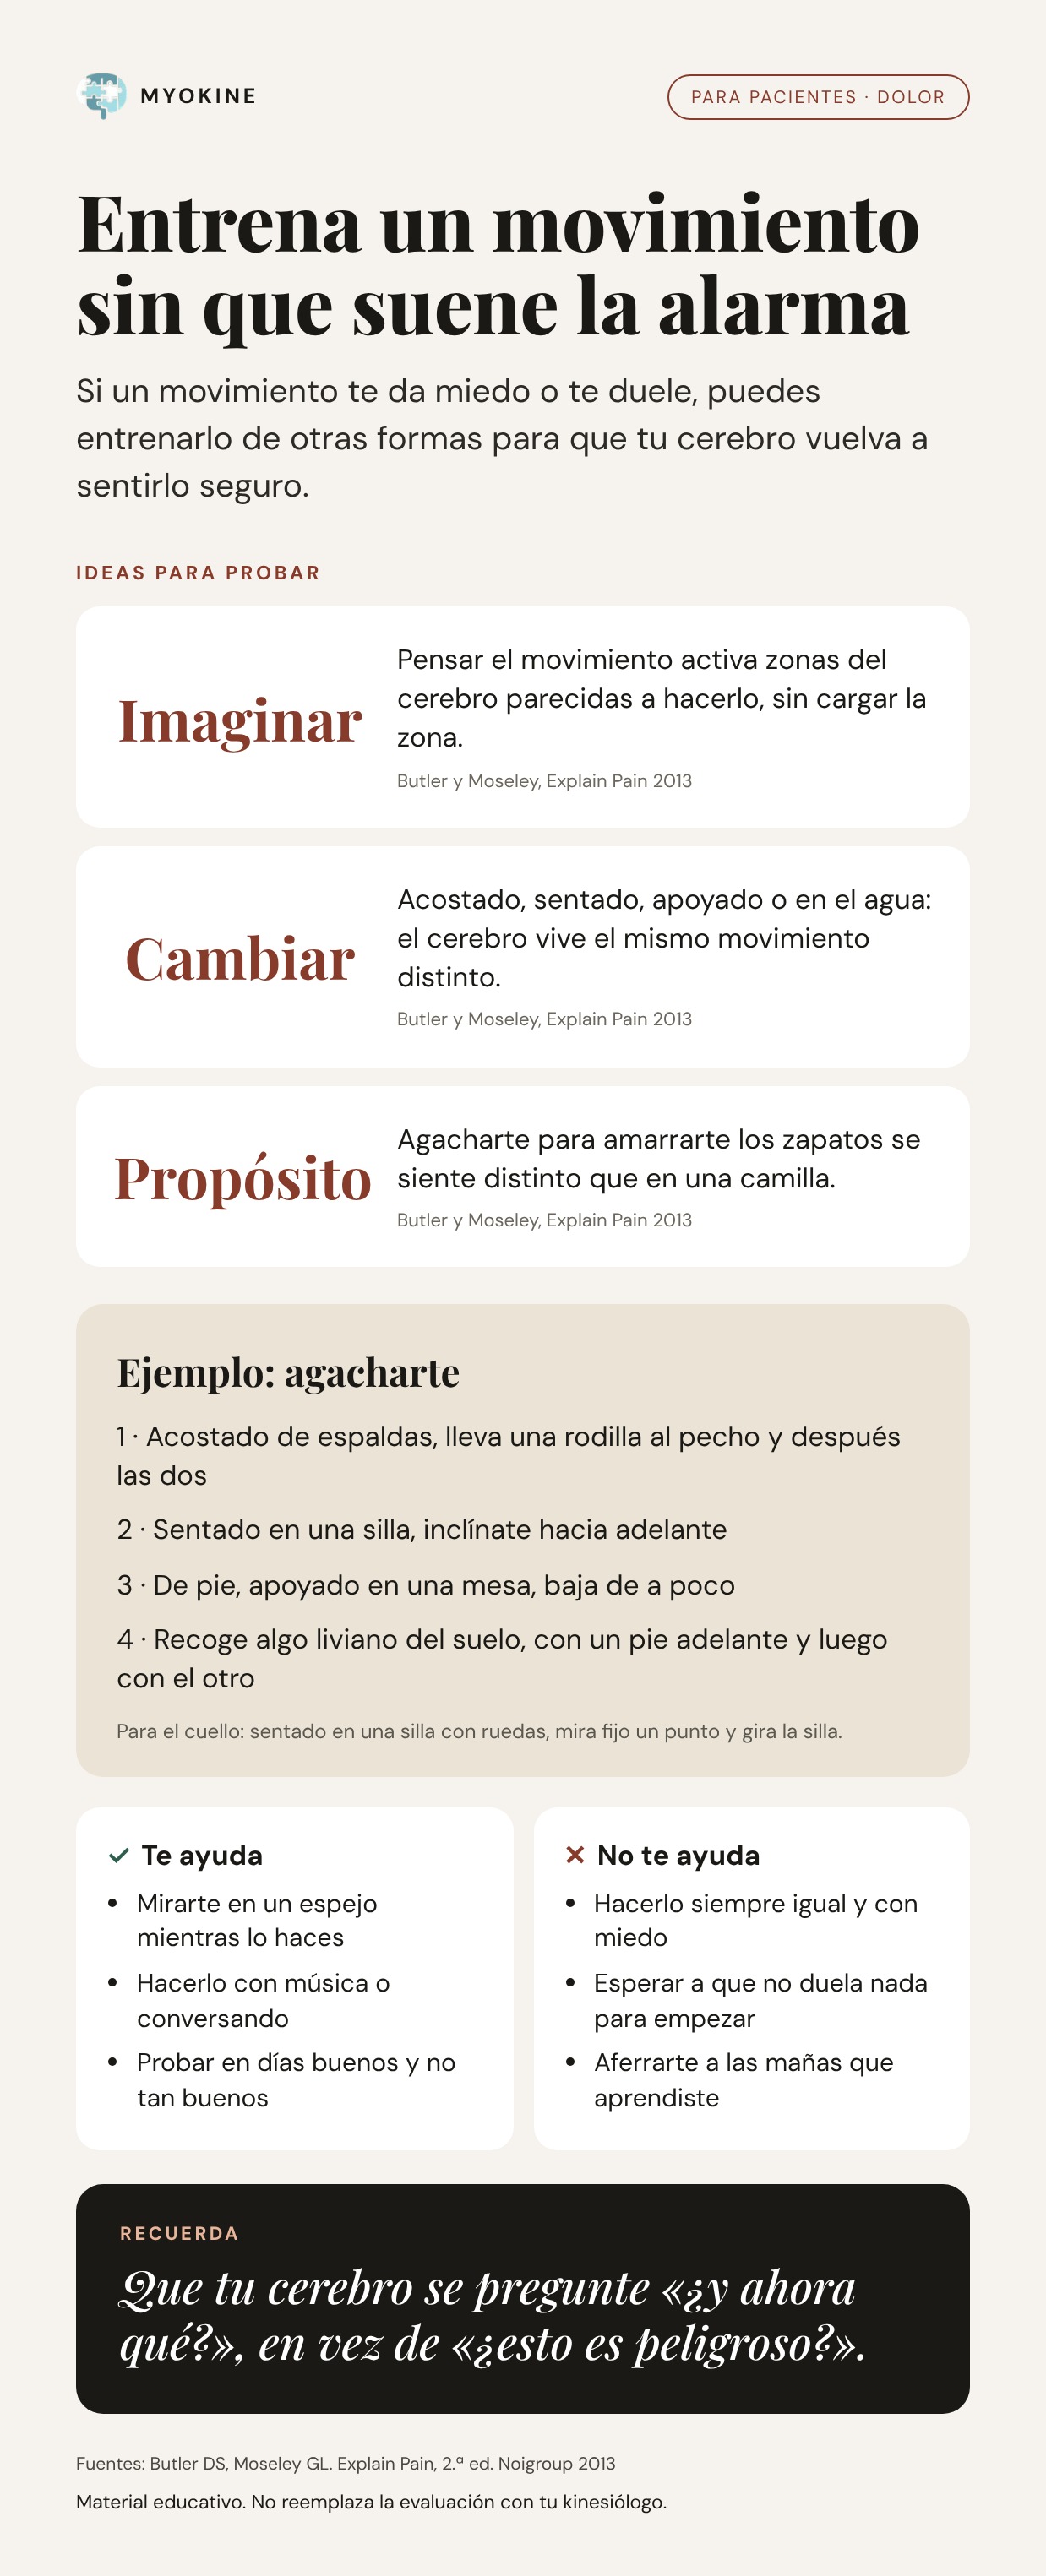 MYOKINE
PARA PACIENTES · DOLOR
Entrena un movimiento
sin que suene la alarma
Si un movimiento te da miedo o te duele, puedes
entrenarlo de otras formas para que tu cerebro vuelva a
sentirlo seguro.
IDEAS PARA PROBAR
Imaginar
Pensar el movimiento activa zonas del
cerebro parecidas a hacerlo, sin cargar la
zona.
Butler y Moseley, Explain Pain 2013
Cambiar
Acostado, sentado, apoyado o en el agua:
el cerebro vive el mismo movimiento
distinto.
Butler y Moseley, Explain Pain 2013
Propósito
Agacharte para amarrarte los zapatos se
siente distinto que en una camilla.
Butler y Moseley, Explain Pain 2013
Ejemplo: agacharte
1 · Acostado de espaldas, lleva una rodilla al pecho y después
las dos
2 · Sentado en una silla, inclínate hacia adelante
3 · De pie, apoyado en una mesa, baja de a poco
4 · Recoge algo liviano del suelo, con un pie adelante y luego
con el otro
Para el cuello: sentado en una silla con ruedas, mira fijo un punto y gira la silla.
✓ Te ayuda
• Mirarte en un espejo
mientras lo haces
• Hacerlo con música o
conversando
• Probar en días buenos y no
tan buenos
✕ No te ayuda
• Hacerlo siempre igual y con
miedo
• Esperar a que no duela nada
para empezar
• Aferrarte a las mañas que
aprendiste
RECUERDA
Que tu cerebro se pregunte «¿y ahora
qué?», en vez de «¿esto es peligroso?».
Fuentes: Butler DS, Moseley GL. Explain Pain, 2.ª ed. Noigroup 2013
Material educativo. No reemplaza la evaluación con tu kinesiólogo.